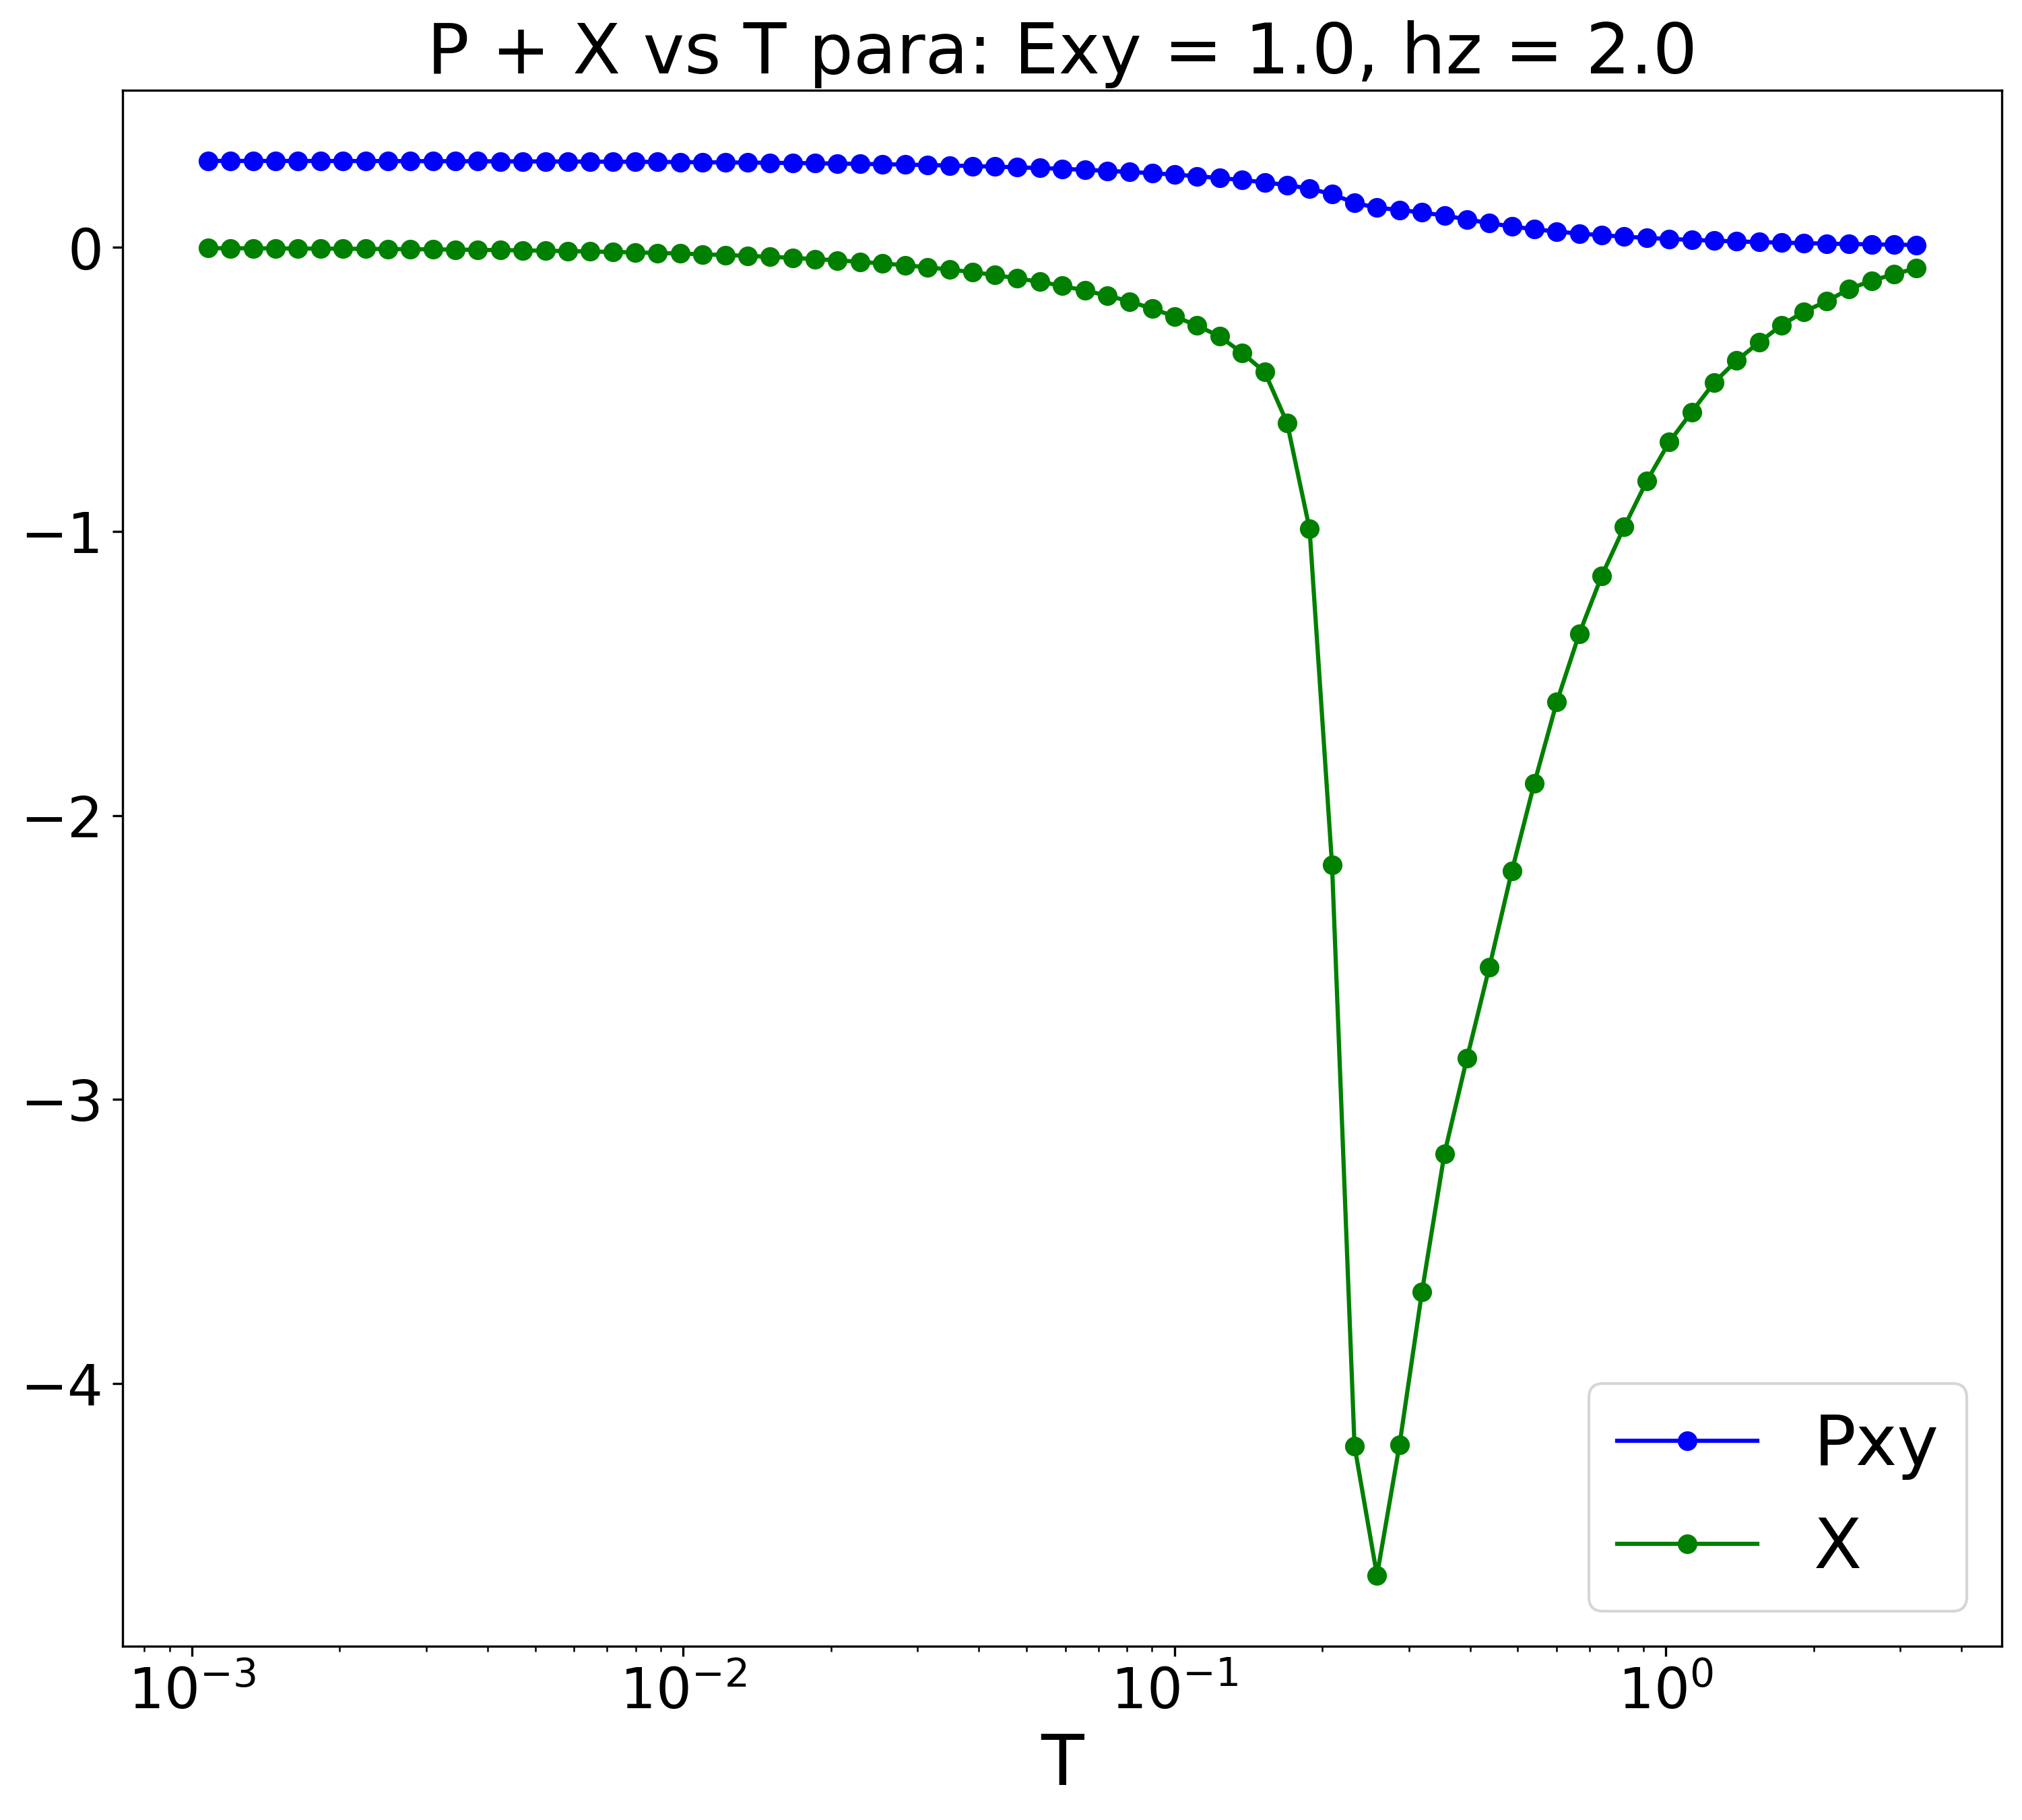 P + X vs T para: Exy = 1.0, hz = 2.0
0
−1
−2
−3
−4
Pxy
X
10⁻³ 10⁻² 10⁻¹ 10⁰
T